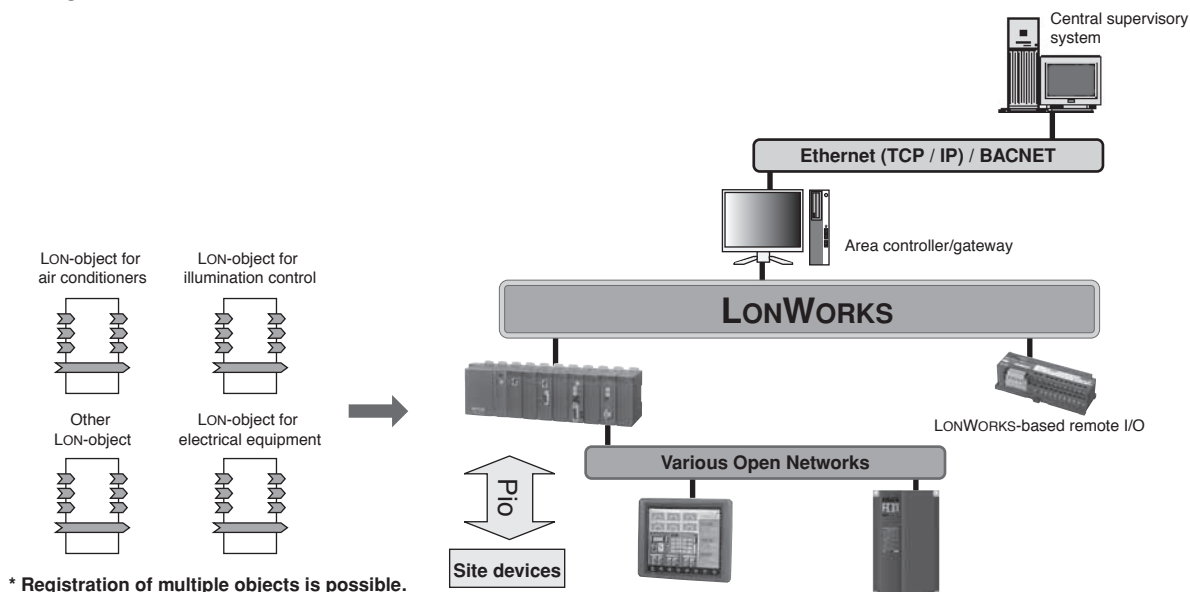 Central supervisory
system
Ethernet (TCP / IP) / BACNET
Area controller/gateway
LONWORKS
LON-object for
air conditioners
LON-object for
illumination control
Other
LON-object
LON-object for
electrical equipment
LONWORKS-based remote I/O
Various Open Networks
Pio
Site devices
* Registration of multiple objects is possible.